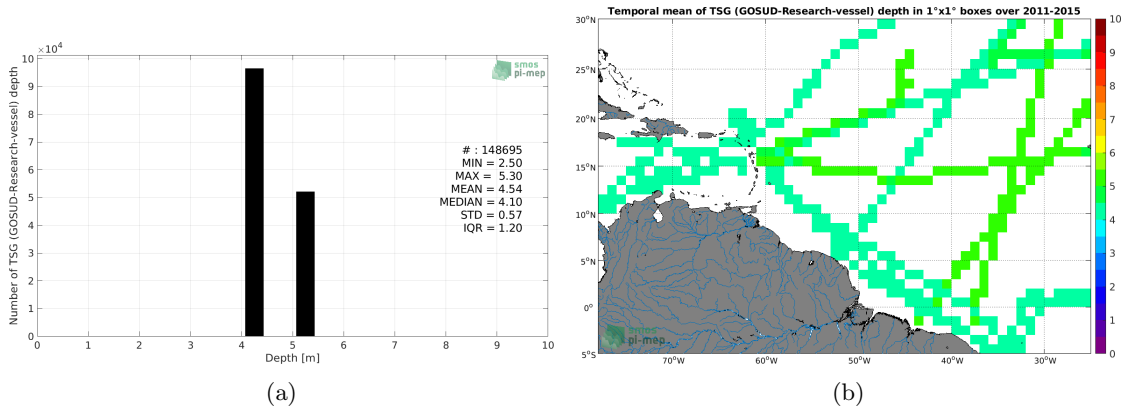 ×10⁴
10
9
8
7
6
5
4
3
2
1
0
Number of TSG (GOSUD-Research-vessel) depth
smos
pi-mep
# : 148695
MIN = 2.50
MAX = 5.30
MEAN = 4.54
MEDIAN = 4.10
STD = 0.57
IQR = 1.20
0 1 2 3 4 5 6 7 8 9 10
Depth [m]
(a)
Temporal mean of TSG (GOSUD-Research-vessel) depth in 1°x1° boxes over 2011-2015
30°N
25°N
20°N
15°N
10°N
5°N
0°
5°S
70°W 60°W 50°W 40°W 30°W
smos
pi-mep
10
9
8
7
6
5
4
3
2
1
0
(b)